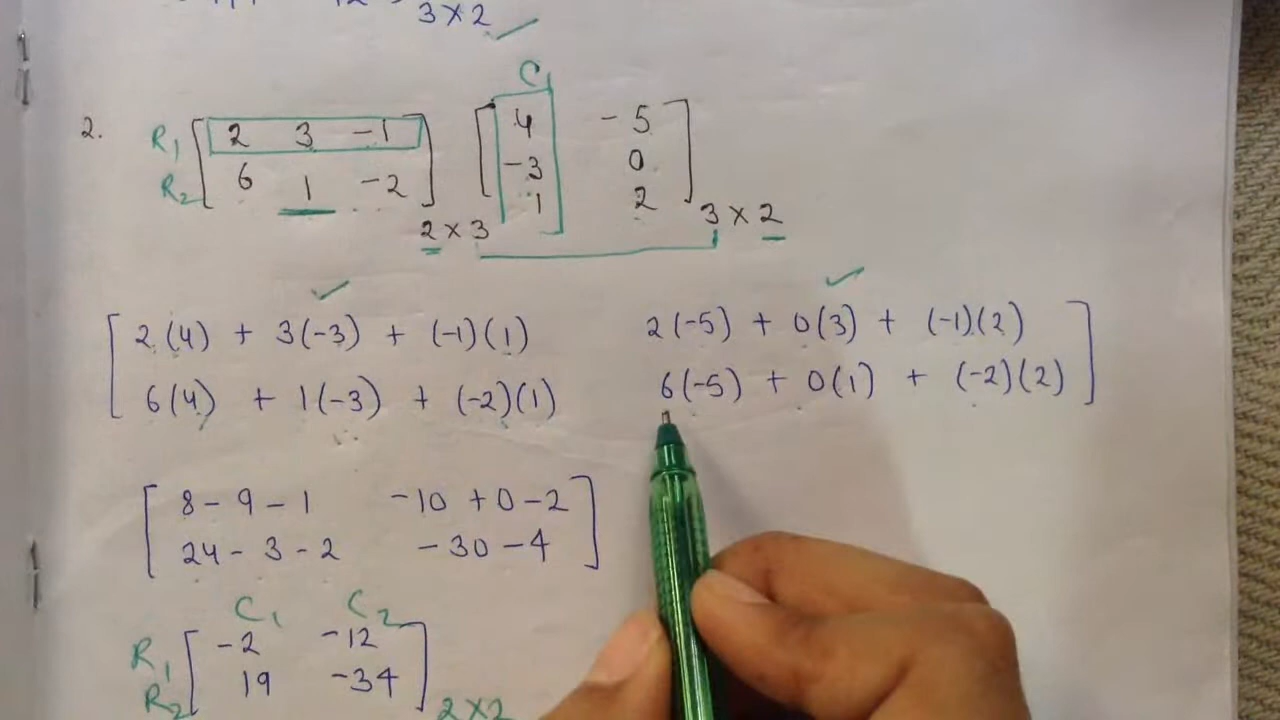 3 × 2
C1
2. R1 [ 2 3 -1 ] [ 4 -5 ]
R2 [ 6 1 -2 ] [ -3 0 ]
[ 1 2 ]
2 × 3 3 × 2
[ 2(4) + 3(-3) + (-1)(1) 2(-5) + 0(3) + (-1)(2) ]
[ 6(4) + 1(-3) + (-2)(1) 6(-5) + 0(1) + (-2)(2) ]
[ 8 - 9 - 1 -10 + 0 - 2 ]
[ 24 - 3 - 2 -30 - 4 ]
C1 C2
R1 [ -2 -12 ]
R2 [ 19 -34 ]
2 × 2